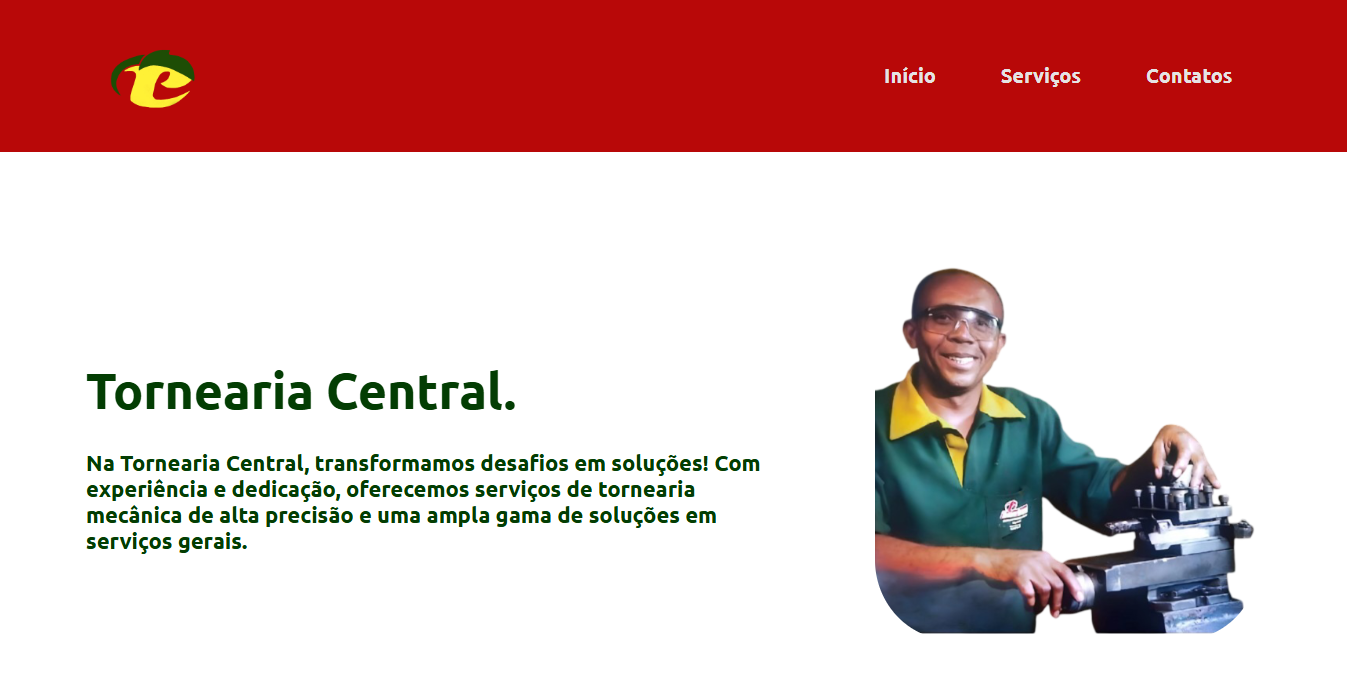 Início
Serviços
Contatos
Tornearia Central.
Na Tornearia Central, transformamos desafios em soluções! Com
experiência e dedicação, oferecemos serviços de tornearia
mecânica de alta precisão e uma ampla gama de soluções em
serviços gerais.